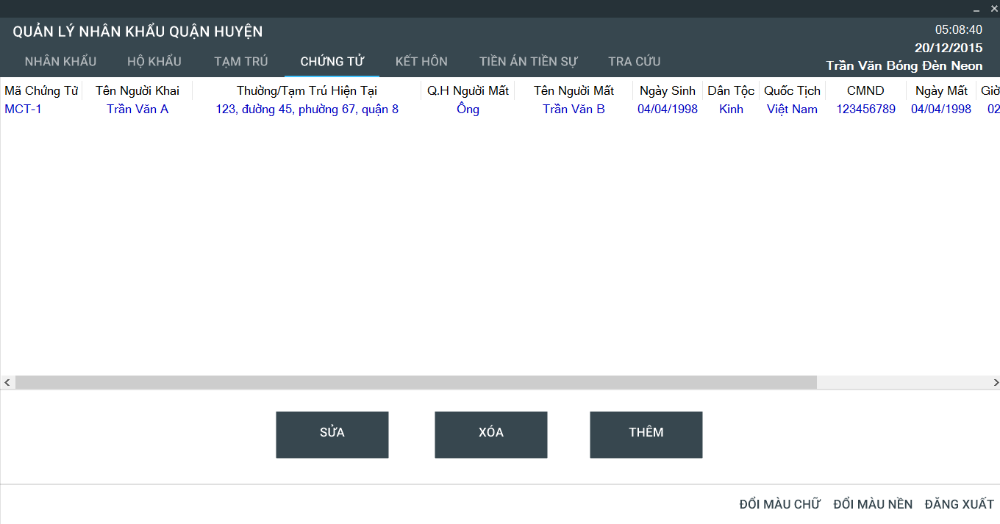 QUẢN LÝ NHÂN KHẨU QUẬN HUYỆN
05:08:40
20/12/2015
Trần Văn Bóng Đèn Neon
NHÂN KHẨU HỘ KHẨU TẠM TRÚ CHỨNG TỬ KẾT HÔN TIỀN ÁN TIỀN SỰ TRA CỨU
Mã Chứng Tử Tên Người Khai Thường/Tạm Trú Hiện Tại Q.H Người Mất Tên Người Mất Ngày Sinh Dân Tộc Quốc Tịch CMND Ngày Mất Giờ
MCT-1 Trần Văn A 123, đường 45, phường 67, quận 8 Ông Trần Văn B 04/04/1998 Kinh Việt Nam 123456789 04/04/1998 02
SỬA XÓA THÊM
ĐỔI MÀU CHỮ ĐỔI MÀU NỀN ĐĂNG XUẤT